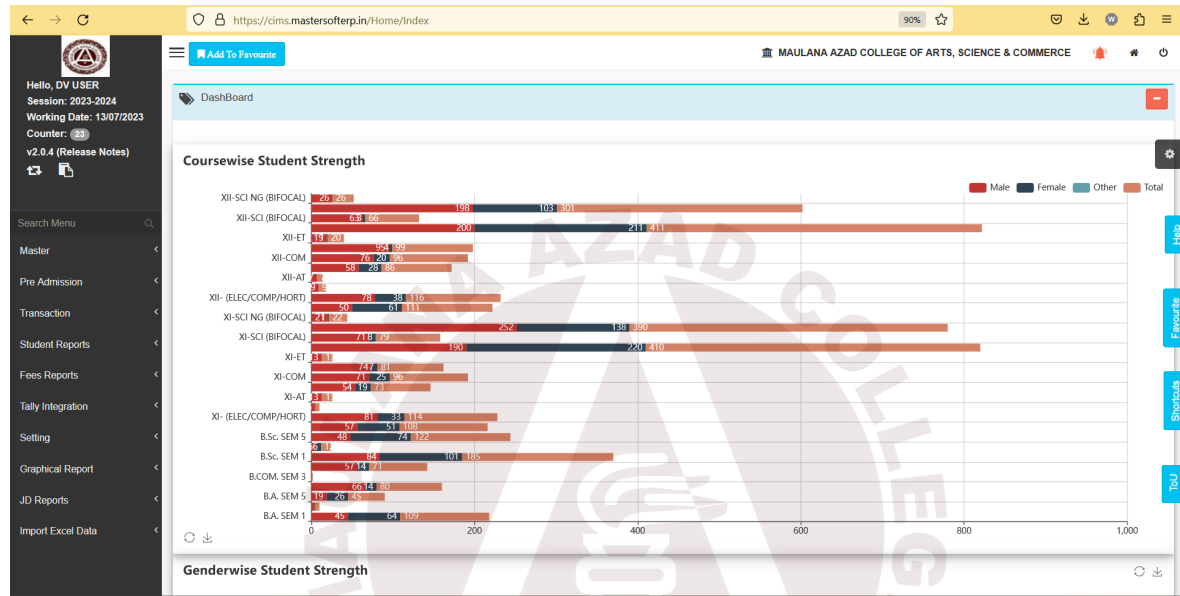 https://cims.mastersofterp.in/Home/Index
90%
W
Hello, DV USER
Session: 2023-2024
Working Date: 13/07/2023
Counter: 23
v2.0.4 (Release Notes)
Search Menu
Master
Pre Admission
Transaction
Student Reports
Fees Reports
Tally Integration
Setting
Graphical Report
JD Reports
Import Excel Data
Add To Favourite
MAULANA AZAD COLLEGE OF ARTS, SCIENCE & COMMERCE
DashBoard
Coursewise Student Strength
Male Female Other Total
XII-SCI NG (BIFOCAL) 26 26
198 103 301
XII-SCI (BIFOCAL) 66
200 211 411
XII-ET 19 20
99
XII-COM 76 20 96
58 28 86
XII-AT
XII- (ELEC/COMP/HORT) 78 38 116
50 61 111
XI-SCI NG (BIFOCAL) 22
252 138 390
XI-SCI (BIFOCAL) 71 8 79
190 220 410
XI-ET
74 7 81
XI-COM 71 25 96
54 19 73
XI-AT
XI- (ELEC/COMP/HORT) 81 33 114
57 51 108
B.Sc. SEM 5 48 74 122
B.Sc. SEM 1 84 101 185
57 14 71
B.COM. SEM 3
66 14 80
B.A. SEM 5 19 26 45
B.A. SEM 1 45 64 109
0 200 400 600 800 1,000
MAULANA AZAD COLLEG
Genderwise Student Strength
Help
Favourite
Shortcuts
ToU